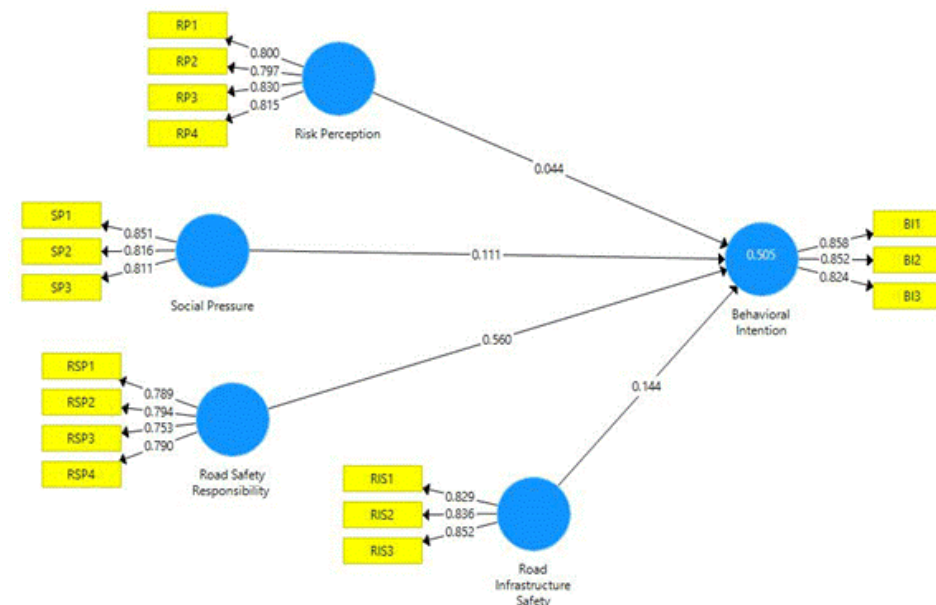 RP1
RP2
RP3
RP4
0.800
0.797
0.830
0.815
Risk Perception
0.044
SP1
SP2
SP3
0.851
0.816
0.811
Social Pressure
0.111
BI1
BI2
BI3
0.858
0.852
0.824
0.505
Behavioral
Intention
RSP1
RSP2
RSP3
RSP4
0.789
0.794
0.753
0.790
Road Safety
Responsibility
0.560
0.144
RIS1
RIS2
RIS3
0.829
0.836
0.852
Road
Infrastructure
Safety